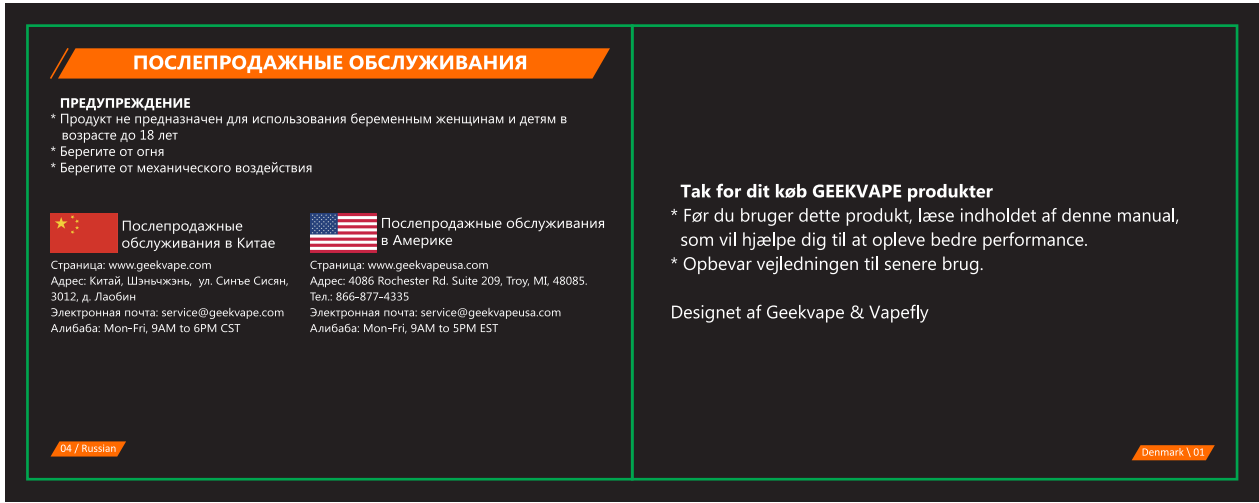 ПОСЛЕПРОДАЖНЫЕ ОБСЛУЖИВАНИЯ
ПРЕДУПРЕЖДЕНИЕ
* Продукт не предназначен для использования беременным женщинам и детям в
возрасте до 18 лет
* Берегите от огня
* Берегите от механического воздействия
Послепродажные
обслуживания в Китае
Страница: www.geekvape.com
Адрес: Китай, Шэньчжэнь, ул. Синъе Сисян,
3012, д. Лаобин
Электронная почта: service@geekvape.com
Алибаба: Mon-Fri, 9AM to 6PM CST
Послепродажные обслуживания
в Америке
Страница: www.geekvapeusa.com
Адрес: 4086 Rochester Rd. Suite 209, Troy, MI, 48085.
Тел.: 866-877-4335
Электронная почта: service@geekvapeusa.com
Алибаба: Mon-Fri, 9AM to 5PM EST
04 / Russian
Tak for dit køb GEEKVAPE produkter
* Før du bruger dette produkt, læse indholdet af denne manual,
som vil hjælpe dig til at opleve bedre performance.
* Opbevar vejledningen til senere brug.
Designet af Geekvape & Vapefly
Denmark \ 01